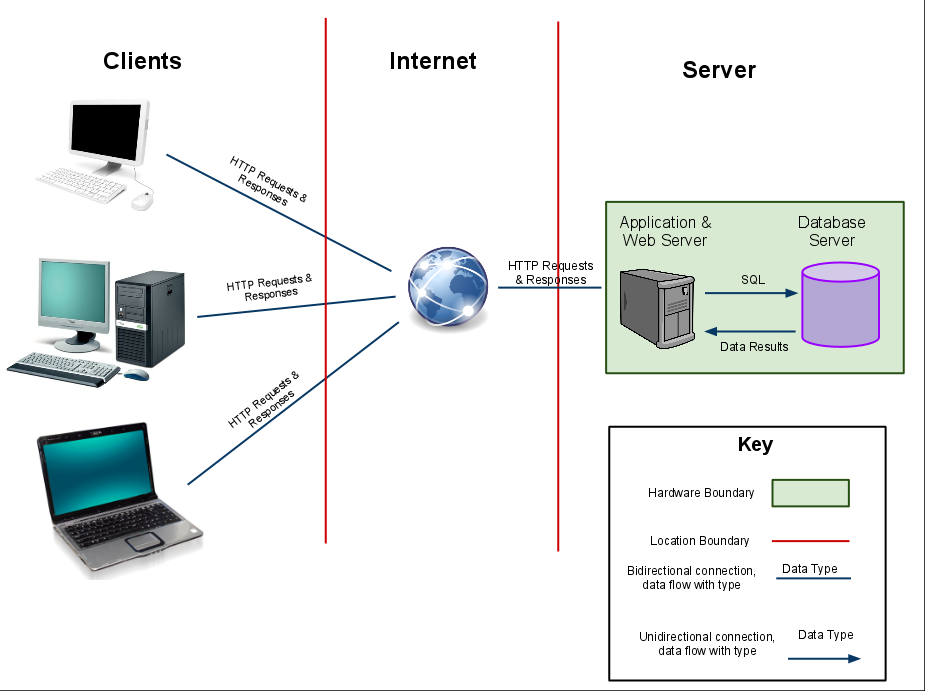 Clients
Internet
Server
HTTP Requests &
Responses
HTTP Requests &
Responses
HTTP Requests &
Responses
HTTP Requests
& Responses
Application &
Web Server
Database
Server
SQL
Data Results
Key
Hardware Boundary
Location Boundary
Bidirectional connection,
data flow with type
Data Type
Unidirectional connection,
data flow with type
Data Type